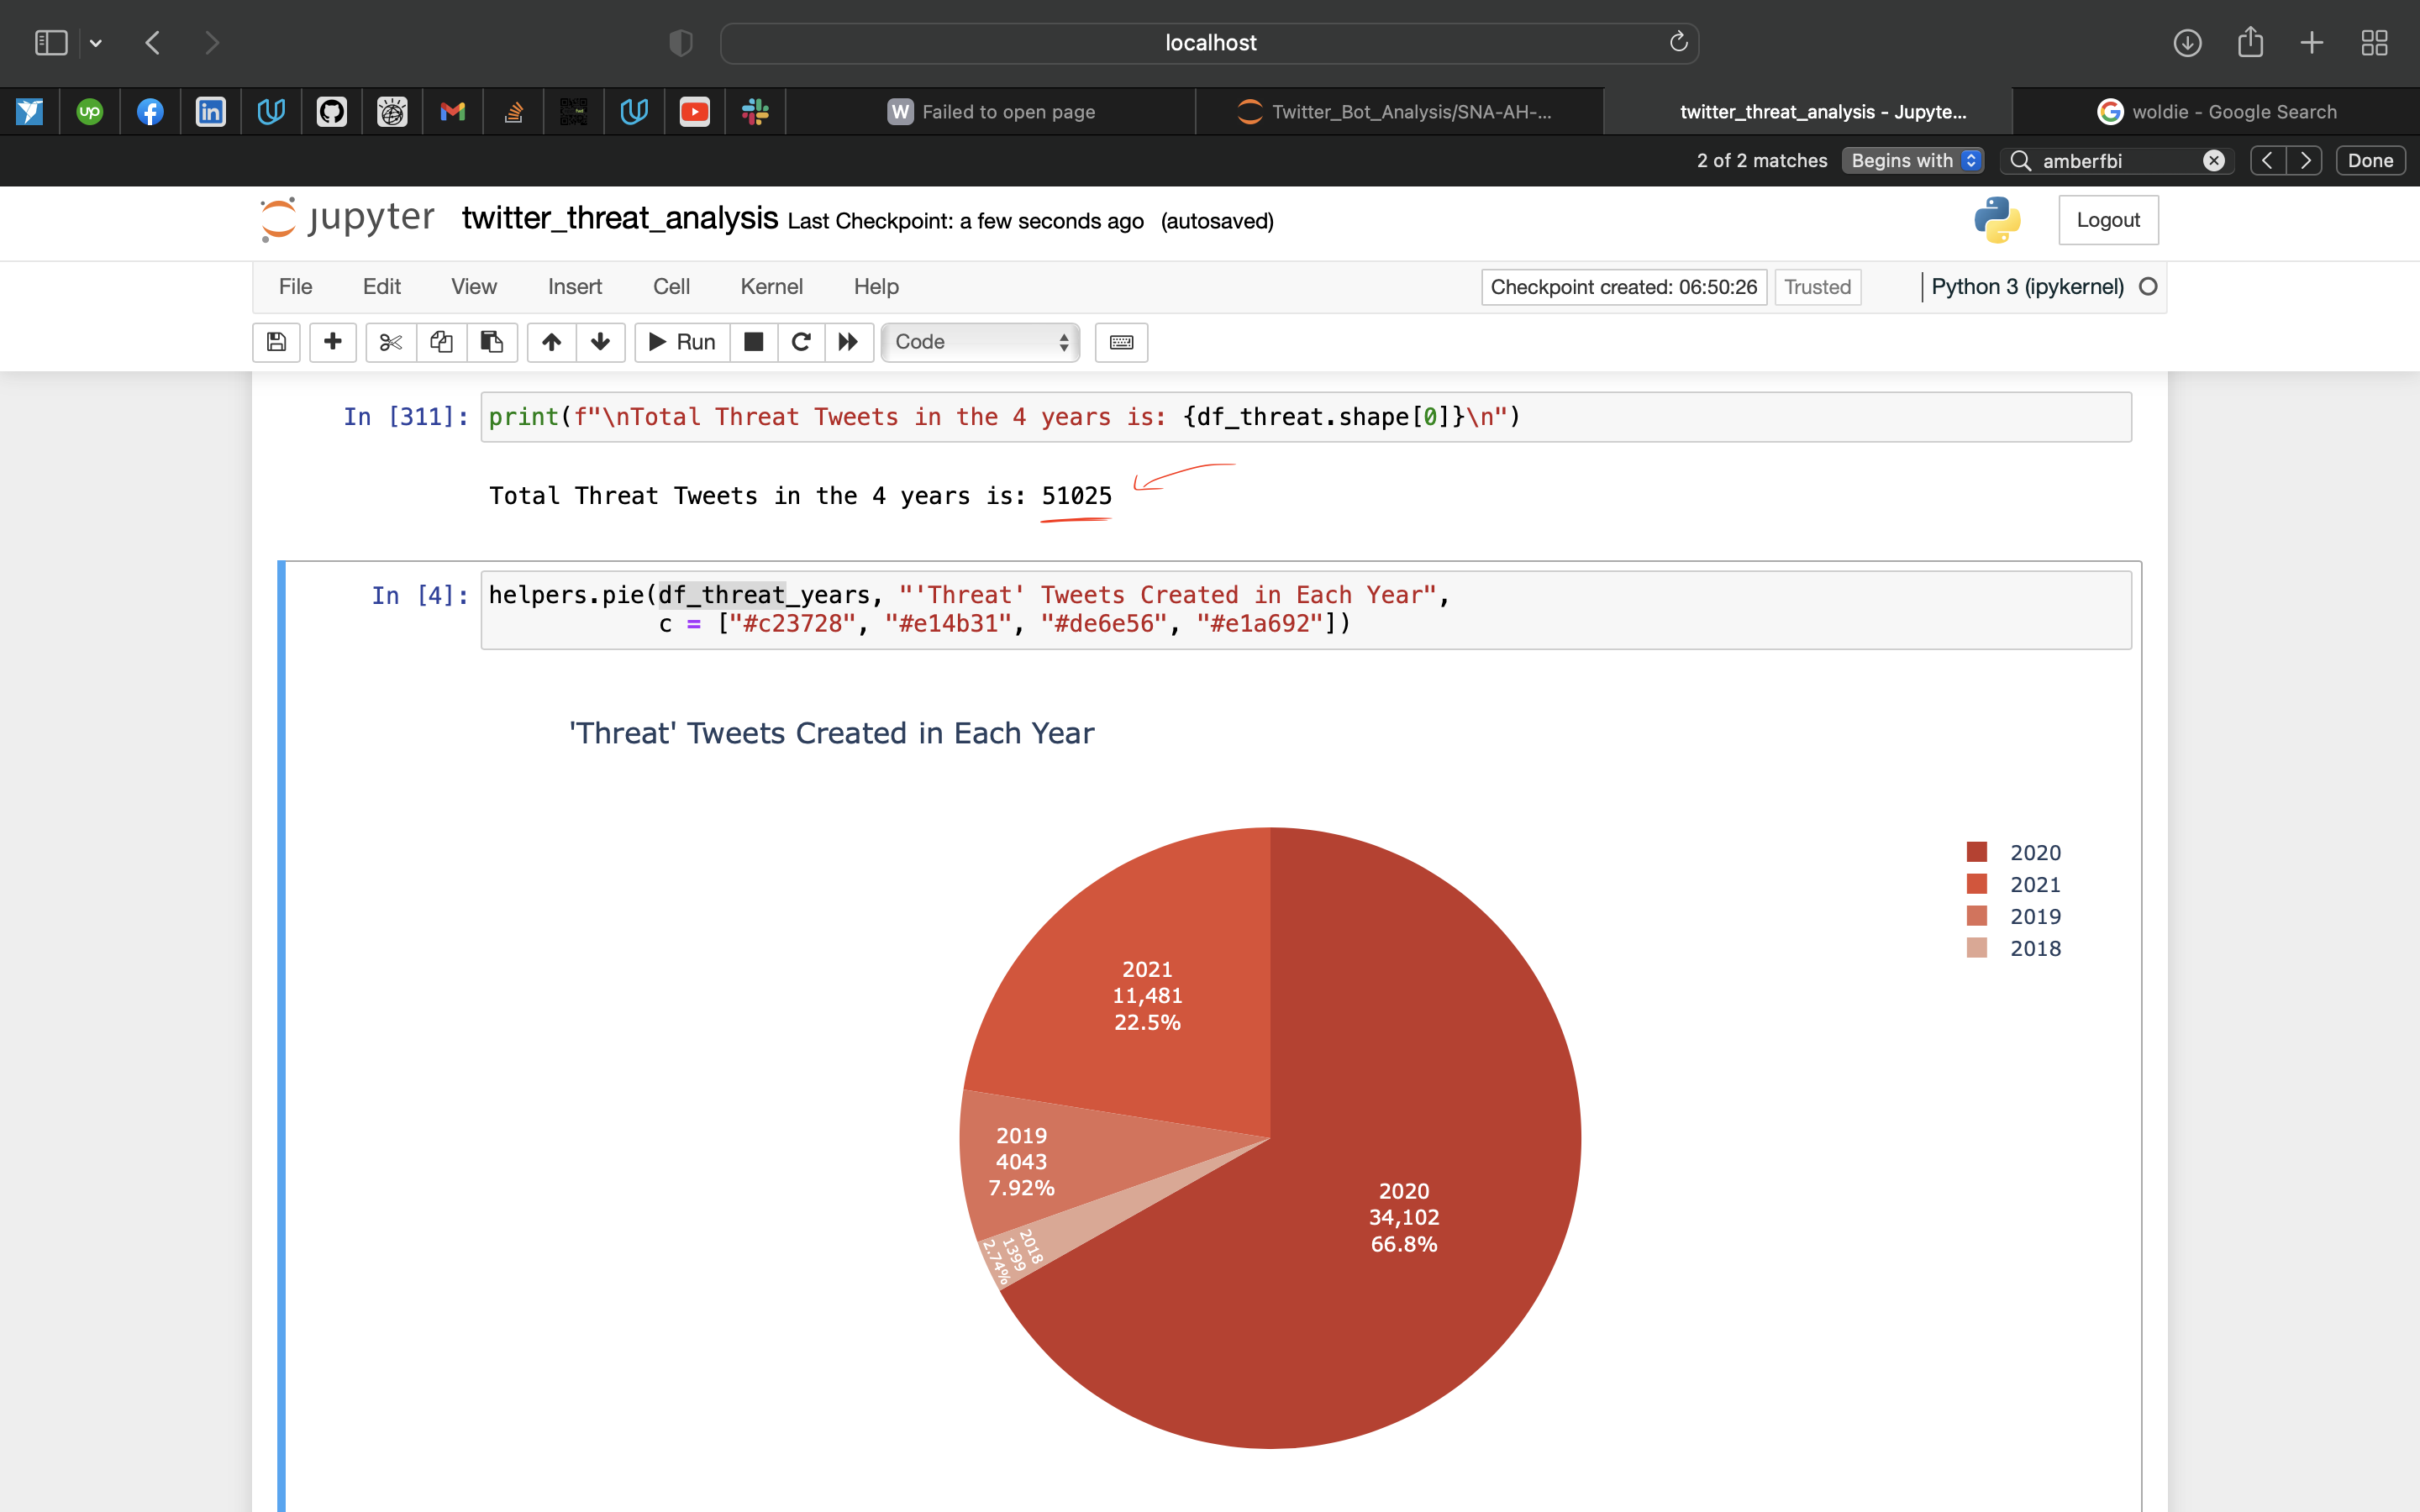 localhost
W Failed to open page
Twitter_Bot_Analysis/SNA-AH-...
twitter_threat_analysis - Jupyte...
G woldie - Google Search
up
in
2 of 2 matches
Begins with
amberfbi
Done
jupyter
twitter_threat_analysis Last Checkpoint: a few seconds ago (autosaved)
Logout
File Edit View Insert Cell Kernel Help
Checkpoint created: 06:50:26
Trusted
Python 3 (ipykernel)
Run
Code
In [311]: print(f"\nTotal Threat Tweets in the 4 years is: {df_threat.shape[0]}\n")
Total Threat Tweets in the 4 years is: 51025
In [4]: helpers.pie(df_threat_years, "'Threat' Tweets Created in Each Year",
c = ["#c23728", "#e14b31", "#de6e56", "#e1a692"])
'Threat' Tweets Created in Each Year
2020
2021
2019
2018
2021
11,481
22.5%
2019
4043
7.92%
2018
1399
2.74%
2020
34,102
66.8%